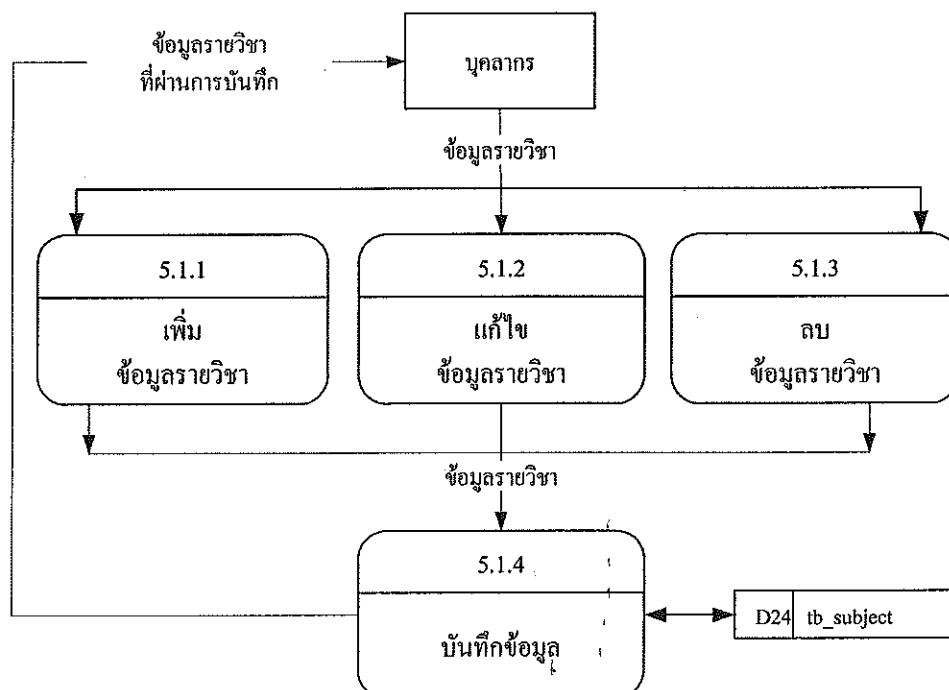 ข้อมูลรายวิชา
ที่ผ่านการบันทึก
บุคลากร
ข้อมูลรายวิชา
5.1.1
เพิ่ม
ข้อมูลรายวิชา
5.1.2
แก้ไข
ข้อมูลรายวิชา
5.1.3
ลบ
ข้อมูลรายวิชา
ข้อมูลรายวิชา
5.1.4
บันทึกข้อมูล
D24 tb_subject